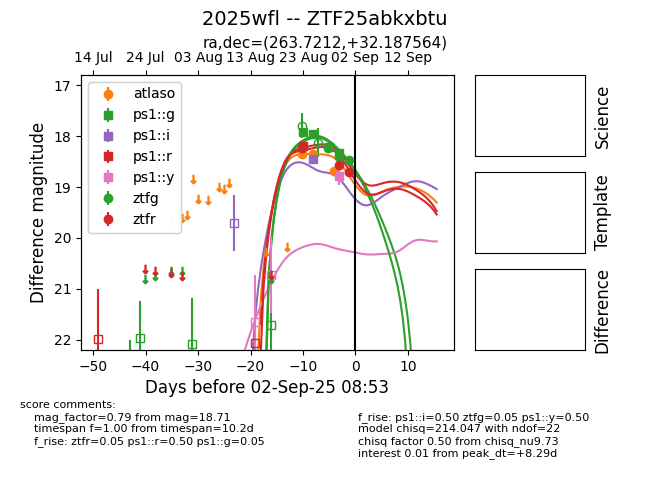 2025wfl -- ZTF25abkxbtu
ra,dec=(263.7212,+32.187564)
14 Jul 24 Jul 03 Aug 13 Aug 23 Aug 02 Sep 12 Sep
17
18
19
20
21
22
Difference magnitude
atlaso
ps1::g
ps1::i
ps1::r
ps1::y
ztfg
ztfr
−50 −40 −30 −20 −10 0 10
Days before 02-Sep-25 08:53
Science
Template
Difference
score comments:
mag_factor=0.79 from mag=18.71
timespan f=1.00 from timespan=10.2d
f_rise: ztfr=0.05 ps1::r=0.50 ps1::g=0.05
f_rise: ps1::i=0.50 ztfg=0.05 ps1::y=0.50
model chisq=214.047 with ndof=22
chisq factor 0.50 from chisq_nu9.73
interest 0.01 from peak_dt=+8.29d